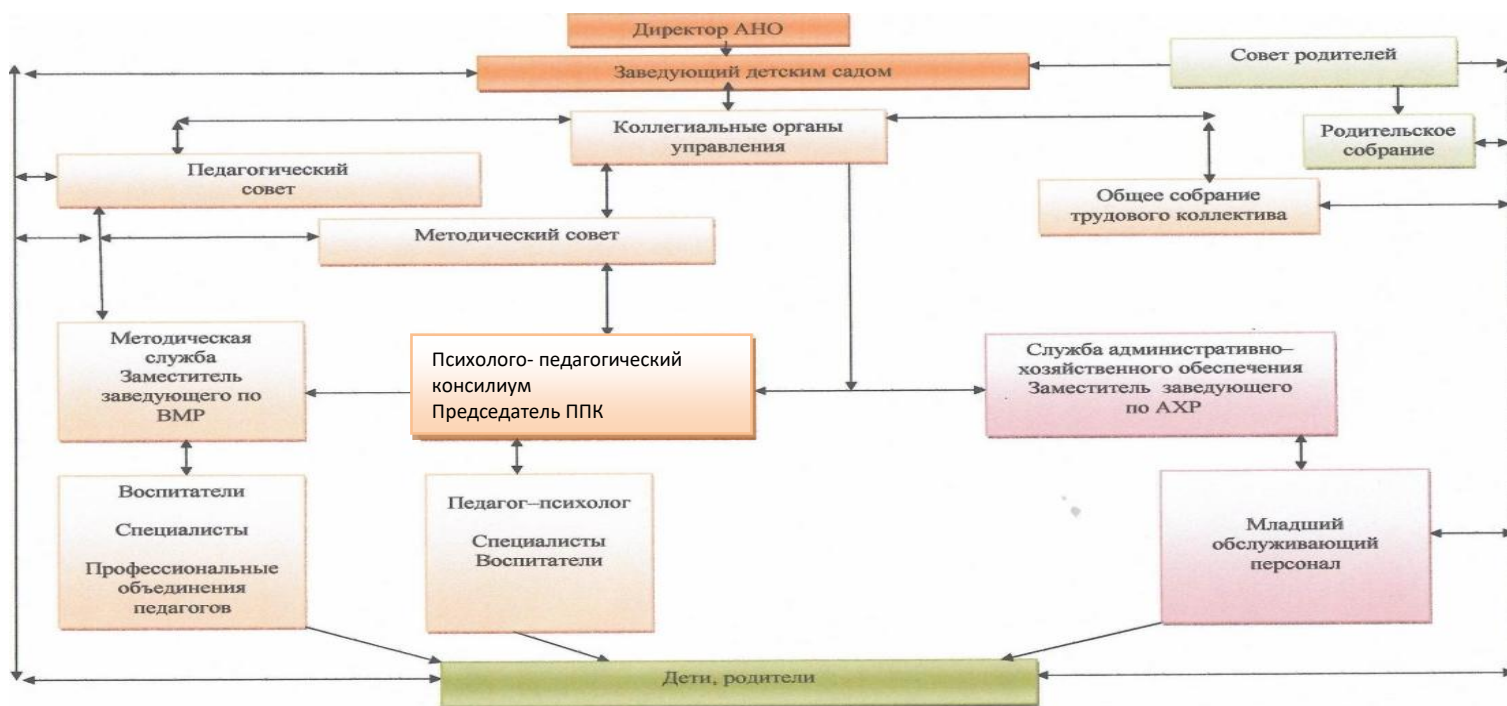 Директор АНО
Заведующий детским садом
Совет родителей
Коллегиальные органы
управления
Родительское
собрание
Педагогический
совет
Общее собрание
трудового коллектива
Методический совет
Методическая
служба
Заместитель
заведующего по
ВМР
Психолого- педагогический
консилиум
Председатель ППК
Служба административно–
хозяйственного обеспечения
Заместитель заведующего
по АХР
Воспитатели
Специалисты
Профессиональные
объединения
педагогов
Педагог–психолог
Специалисты
Воспитатели
Младший
обслуживающий
персонал
Дети, родители